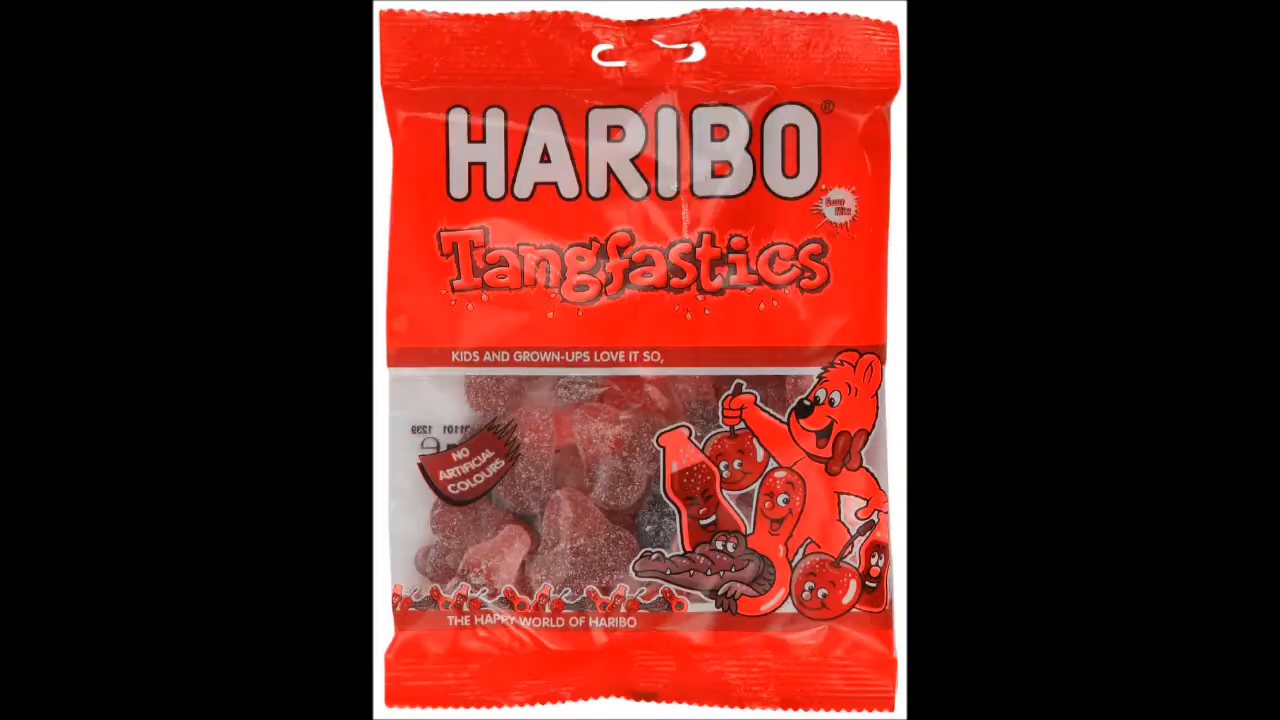 HARIBO®
Sour
Mix
Tangfastics
KIDS AND GROWN-UPS LOVE IT SO,
NO
ARTIFICIAL
COLOURS
THE HAPPY WORLD OF HARIBO